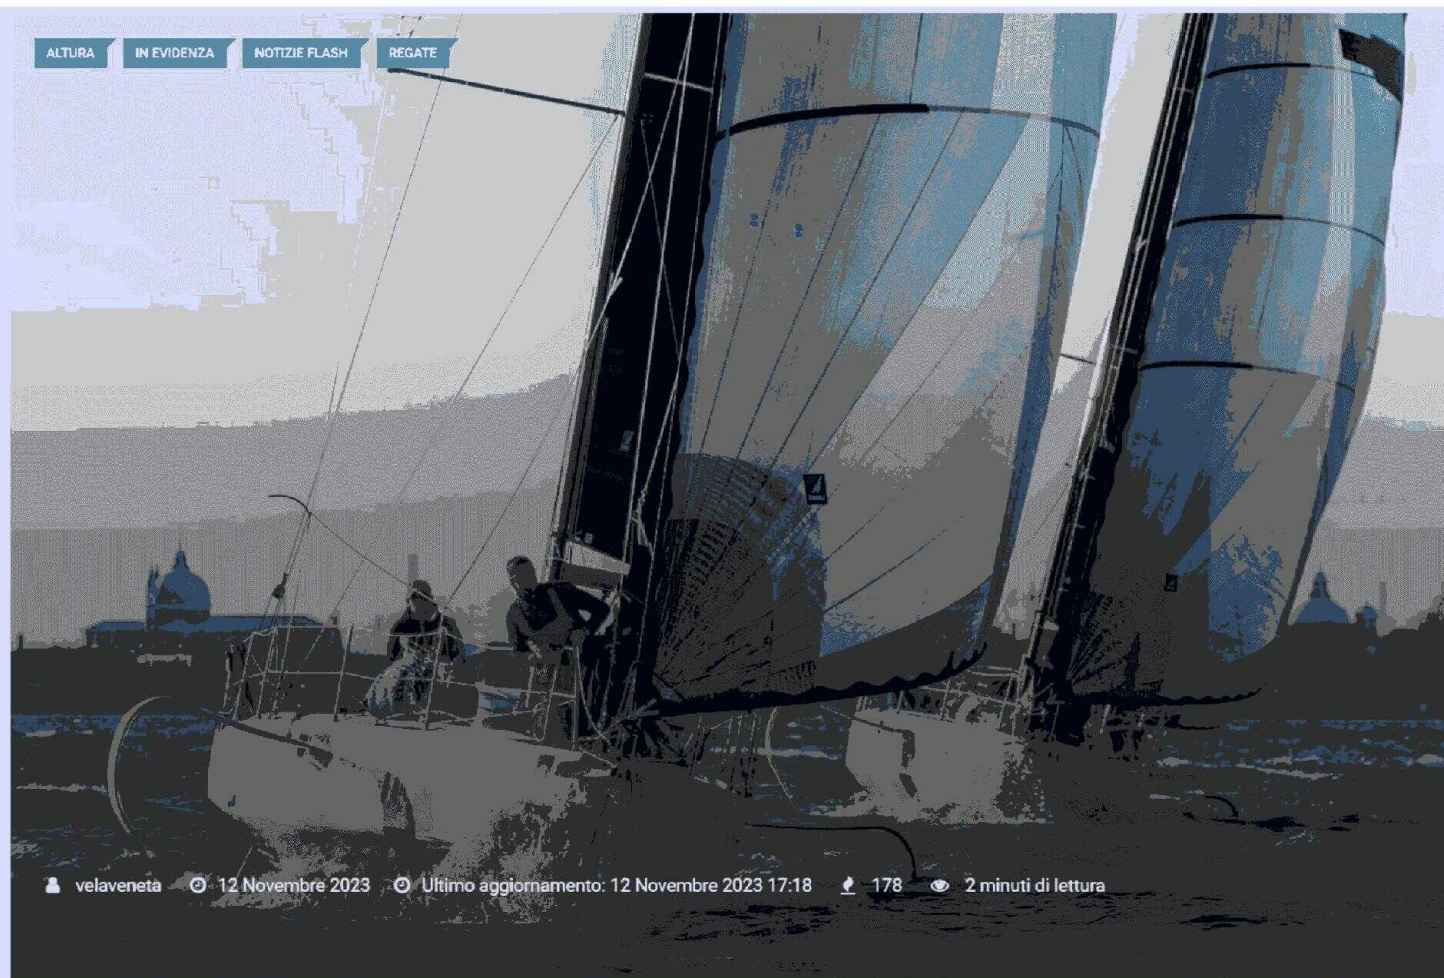 ALTURA IN EVIDENZA NOTIZIE FLASH REGATE
velaveneta 12 Novembre 2023 Ultimo aggiornamento: 12 Novembre 2023 17:18 178 2 minuti di lettura